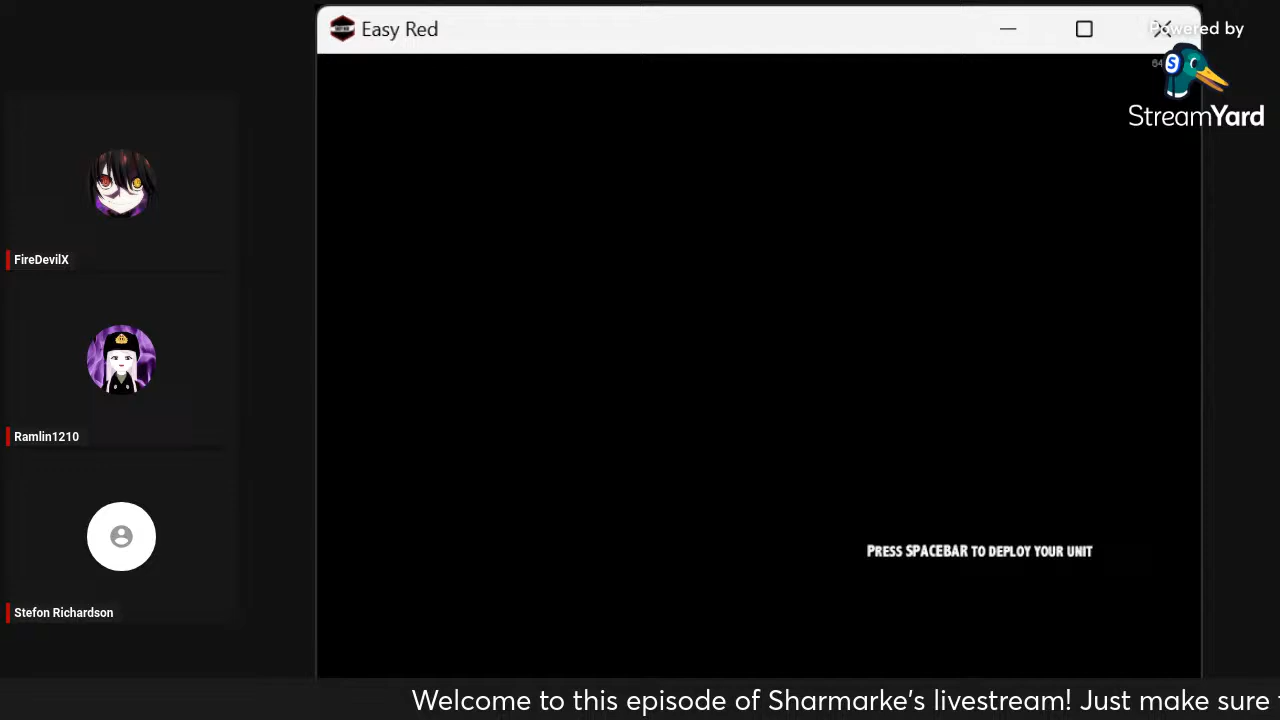 Easy Red
Powered by
64
S
StreamYard
FireDevilX
Ramlin1210
PRESS SPACEBAR TO DEPLOY YOUR UNIT
Stefon Richardson
Welcome to this episode of Sharmarke's livestream! Just make sure